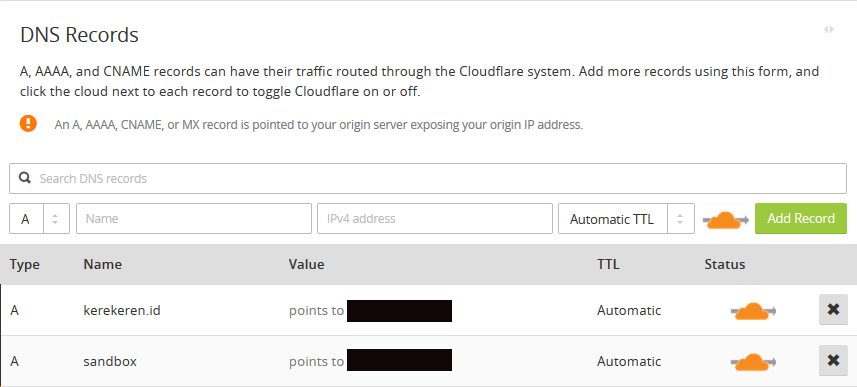 DNS Records
A, AAAA, and CNAME records can have their traffic routed through the Cloudflare system. Add more records using this form, and
click the cloud next to each record to toggle Cloudflare on or off.
An A, AAAA, CNAME, or MX record is pointed to your origin server exposing your origin IP address.
Search DNS records
A Name IPv4 address Automatic TTL Add Record
Type Name Value TTL Status
A kerekeren.id points to Automatic
A sandbox points to Automatic